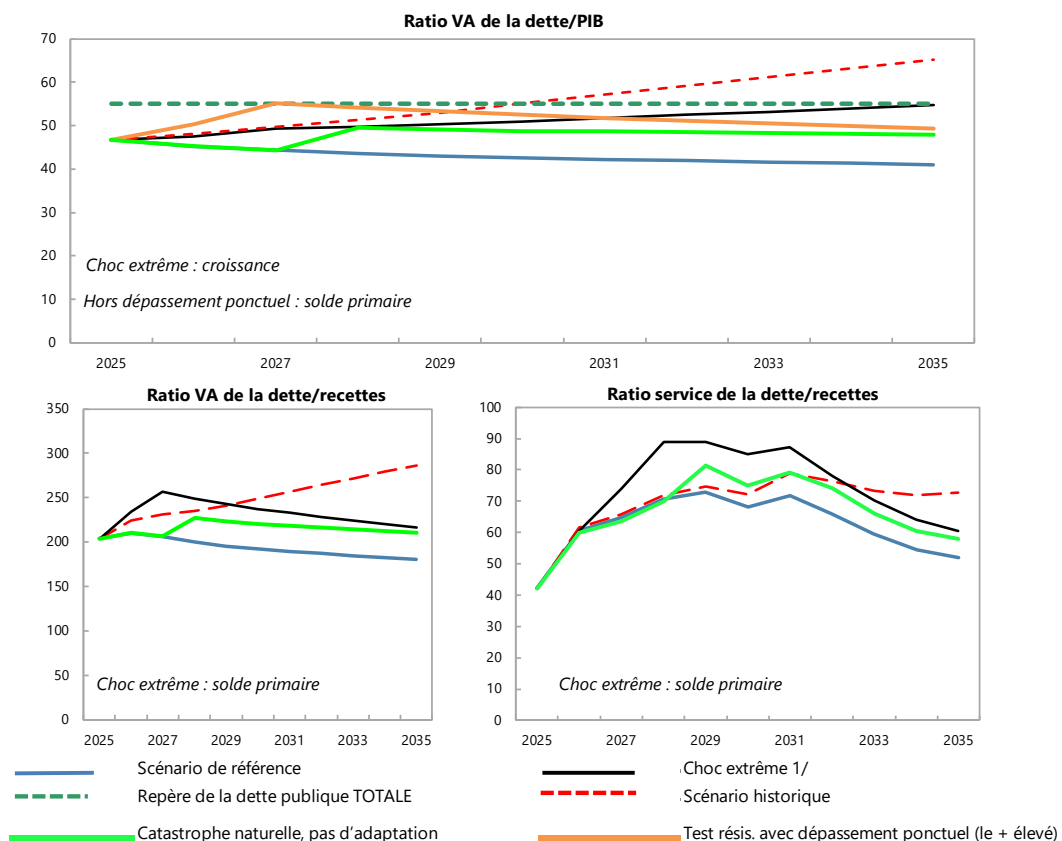 Ratio VA de la dette/PIB
70
60
50
40
30
20
10
0
Choc extrême : croissance
Hors dépassement ponctuel : solde primaire
2025 2027 2029 2031 2033 2035
Ratio VA de la dette/recettes
350
300
250
200
150
100
50
0
Choc extrême : solde primaire
2025 2027 2029 2031 2033 2035
Ratio service de la dette/recettes
100
90
80
70
60
50
40
30
20
10
0
Choc extrême : solde primaire
2025 2027 2029 2031 2033 2035
Scénario de référence
Choc extrême 1/
Repère de la dette publique TOTALE
Scénario historique
Catastrophe naturelle, pas d'adaptation
Test résis. avec dépassement ponctuel (le + élevé)